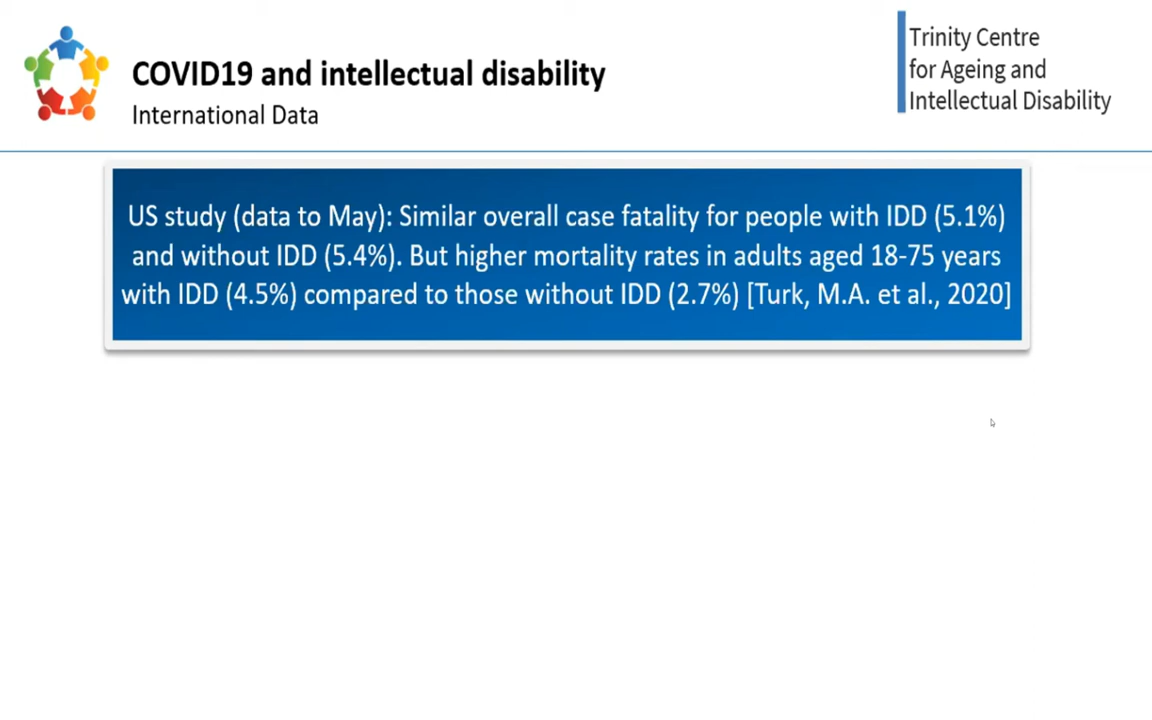 COVID19 and intellectual disability
International Data
Trinity Centre
for Ageing and
Intellectual Disability
US study (data to May): Similar overall case fatality for people with IDD (5.1%)
and without IDD (5.4%). But higher mortality rates in adults aged 18-75 years
with IDD (4.5%) compared to those without IDD (2.7%) [Turk, M.A. et al., 2020]